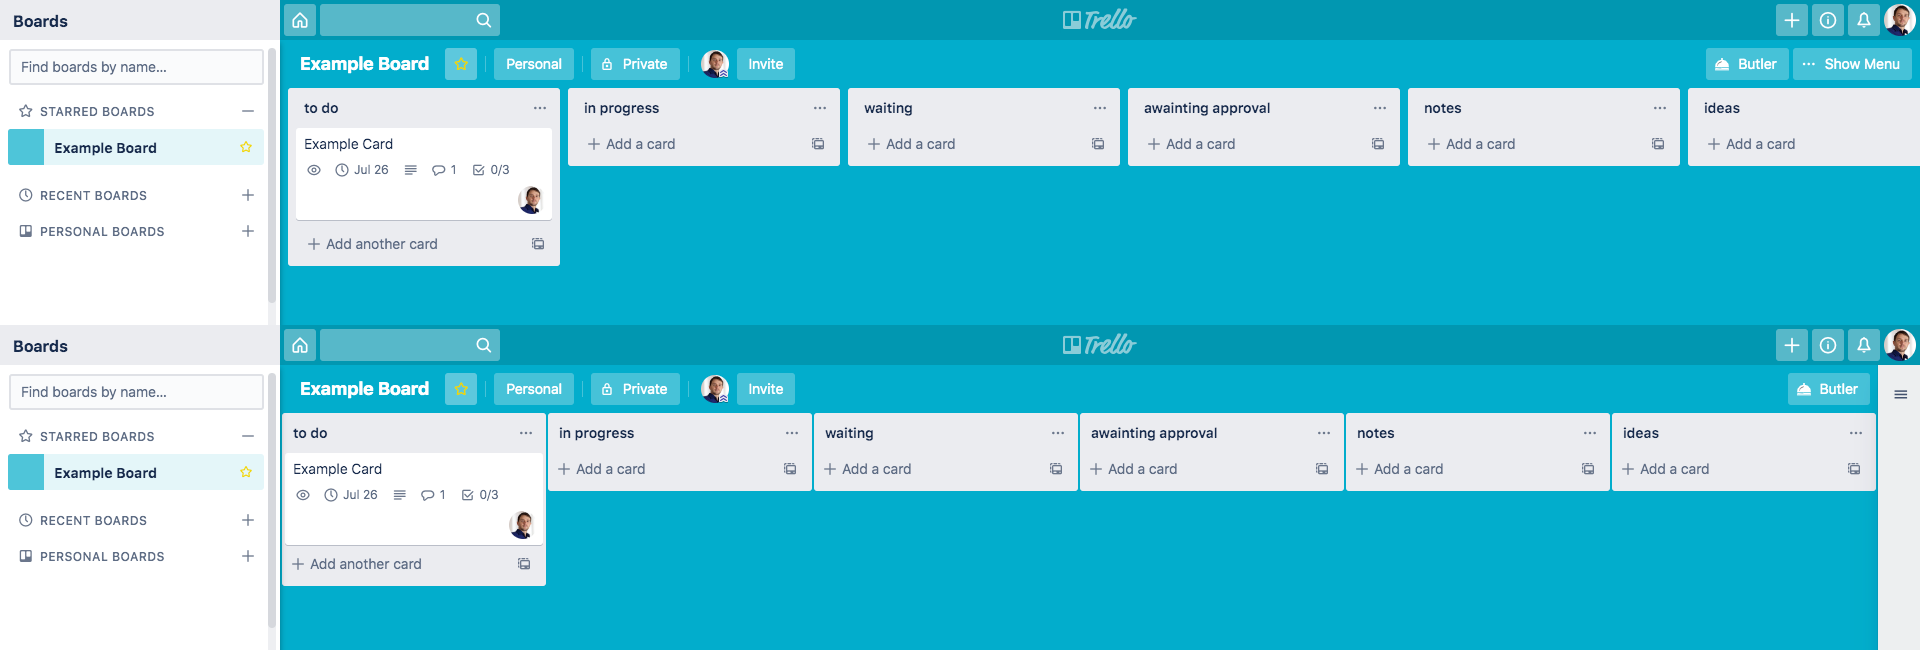 Boards
Trello
Find boards by name...
Example Board
Personal
Private
Invite
Butler
··· Show Menu
STARRED BOARDS
Example Board
RECENT BOARDS
PERSONAL BOARDS
to do
Example Card
Jul 26
1
0/3
Add another card
in progress
Add a card
waiting
Add a card
awainting approval
Add a card
notes
Add a card
ideas
Add a card
Boards
Trello
Find boards by name...
Example Board
Personal
Private
Invite
Butler
STARRED BOARDS
Example Board
RECENT BOARDS
PERSONAL BOARDS
to do
Example Card
Jul 26
1
0/3
Add another card
in progress
Add a card
waiting
Add a card
awainting approval
Add a card
notes
Add a card
ideas
Add a card